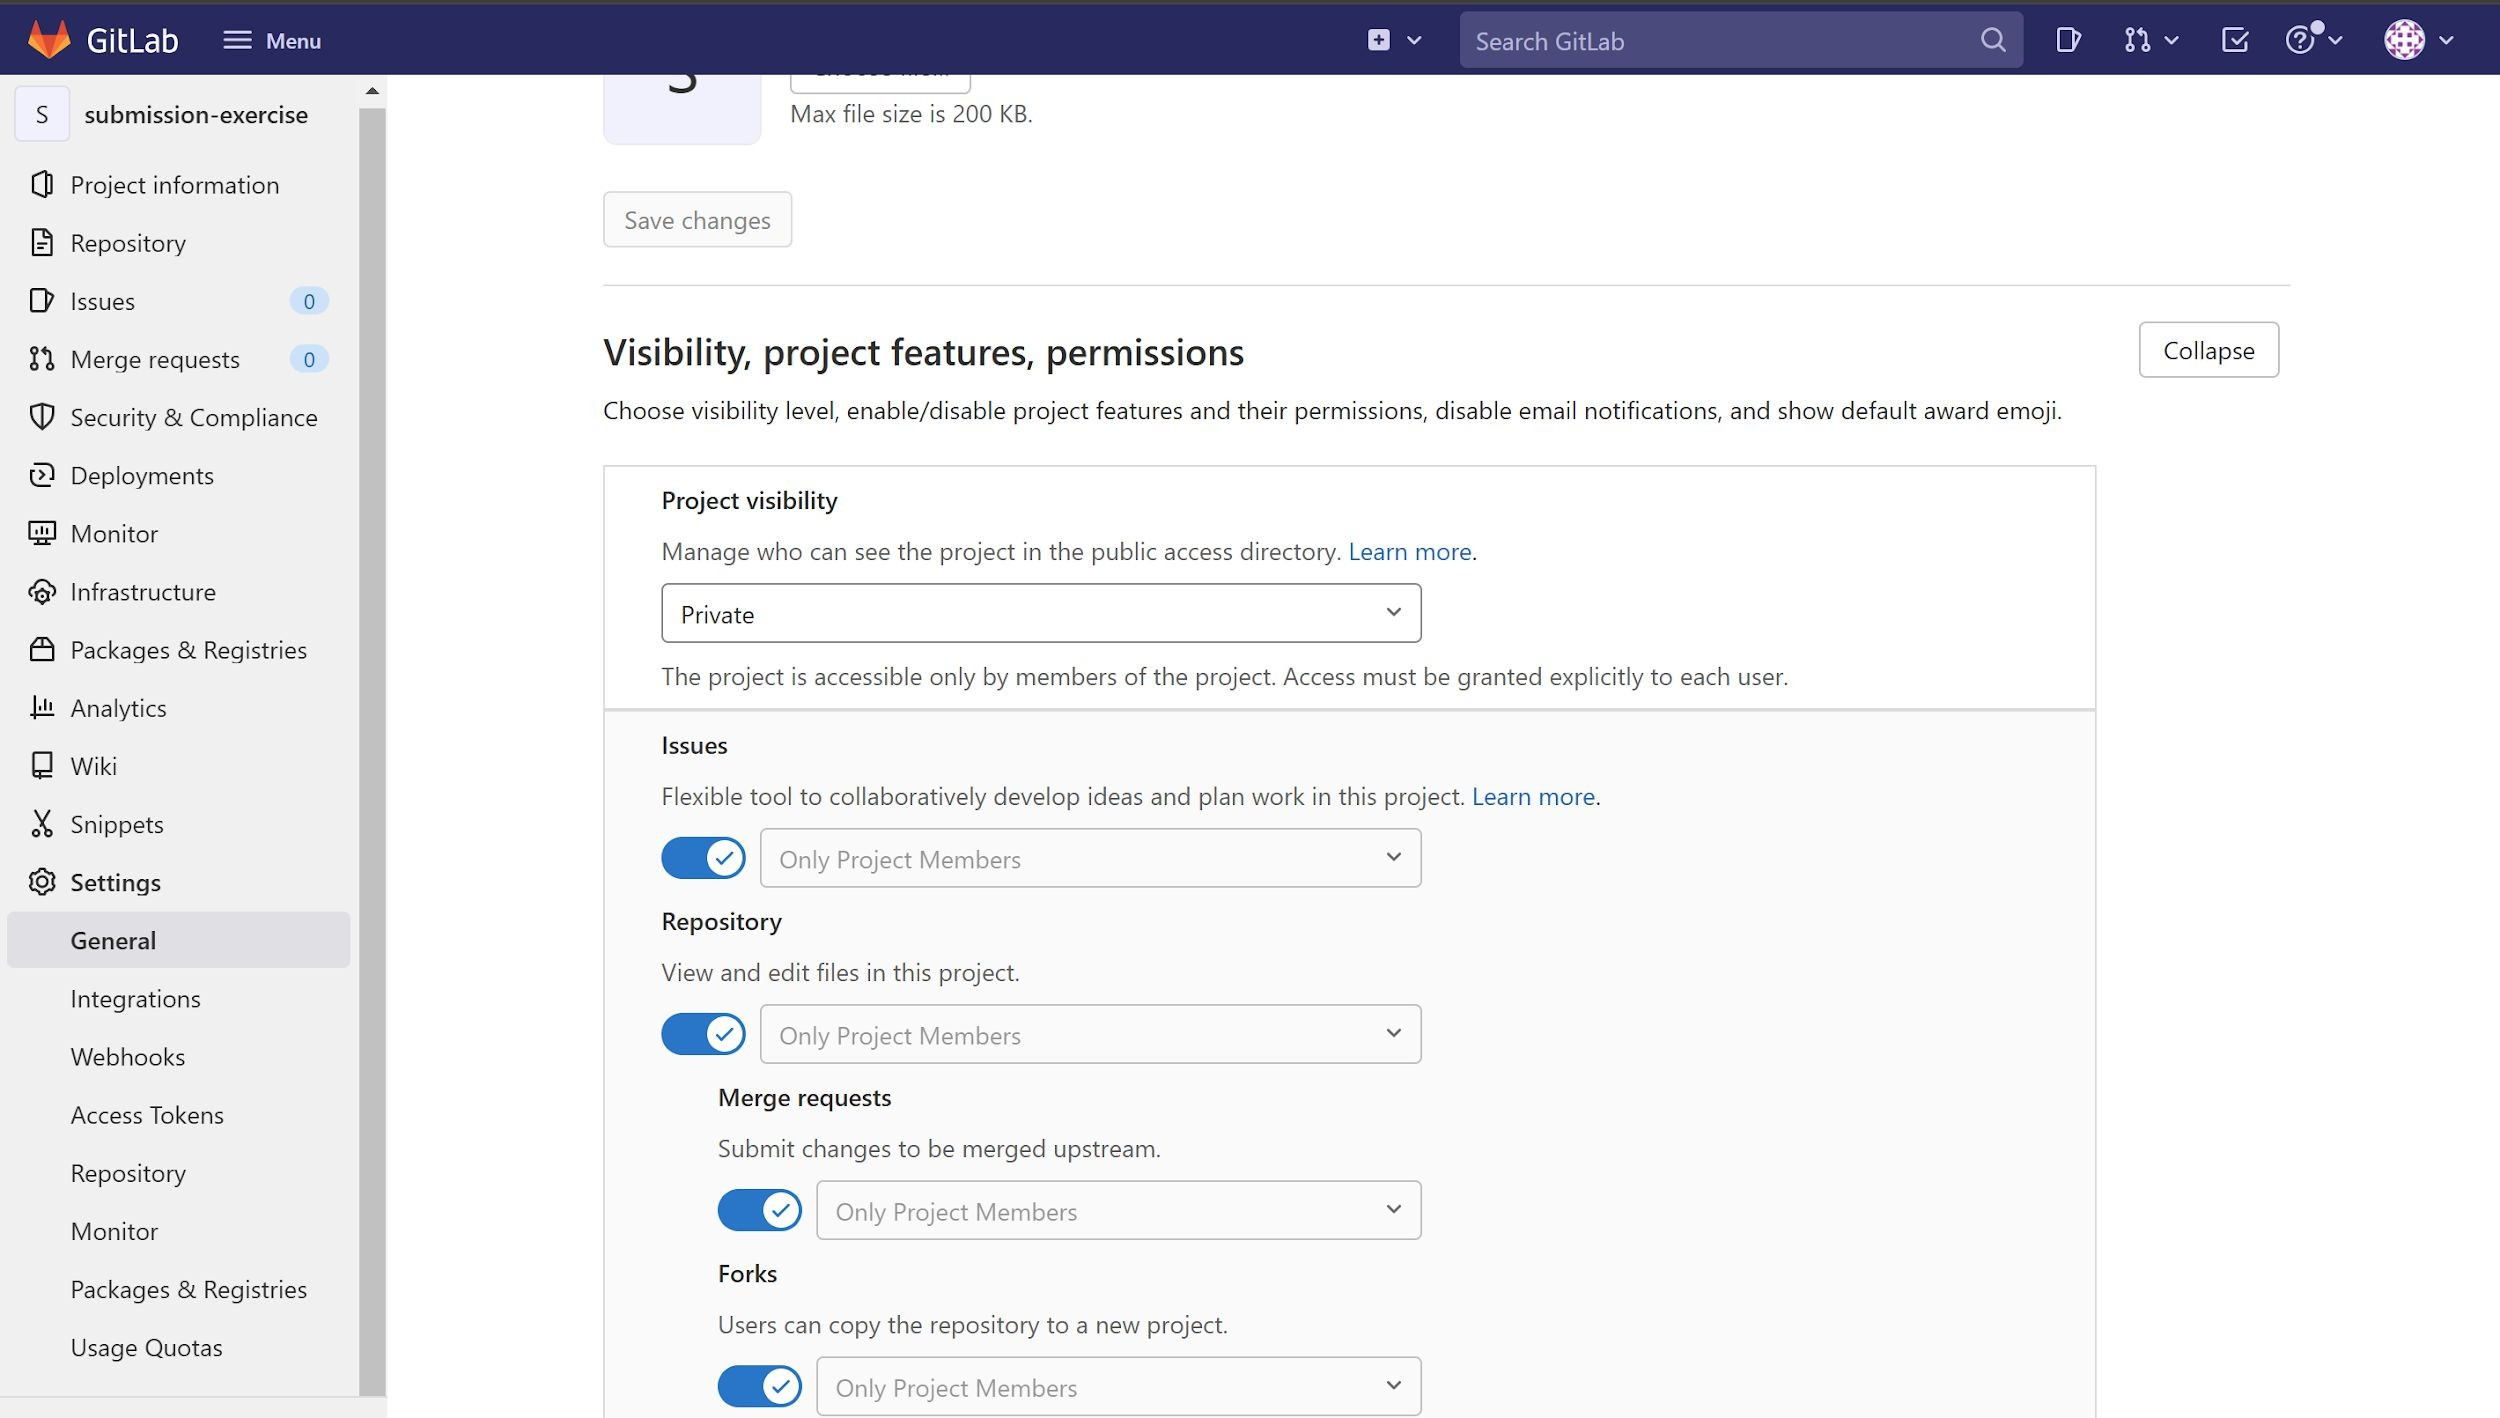 GitLab
Menu
Search GitLab
S
submission-exercise
Project information
Repository
Issues 0
Merge requests 0
Security & Compliance
Deployments
Monitor
Infrastructure
Packages & Registries
Analytics
Wiki
Snippets
Settings
General
Integrations
Webhooks
Access Tokens
Repository
Monitor
Packages & Registries
Usage Quotas
Max file size is 200 KB.
Save changes
Visibility, project features, permissions
Collapse
Choose visibility level, enable/disable project features and their permissions, disable email notifications, and show default award emoji.
Project visibility
Manage who can see the project in the public access directory. Learn more.
Private
The project is accessible only by members of the project. Access must be granted explicitly to each user.
Issues
Flexible tool to collaboratively develop ideas and plan work in this project. Learn more.
Only Project Members
Repository
View and edit files in this project.
Only Project Members
Merge requests
Submit changes to be merged upstream.
Only Project Members
Forks
Users can copy the repository to a new project.
Only Project Members